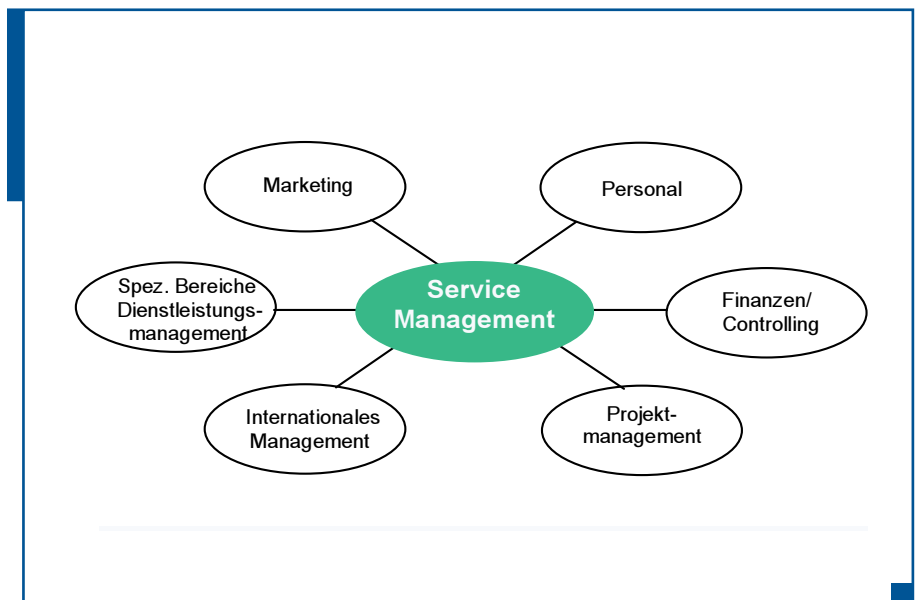 Marketing
Personal
Service
Management
Spez. Bereiche
Dienstleistungs-
management
Finanzen/
Controlling
Internationales
Management
Projekt-
management